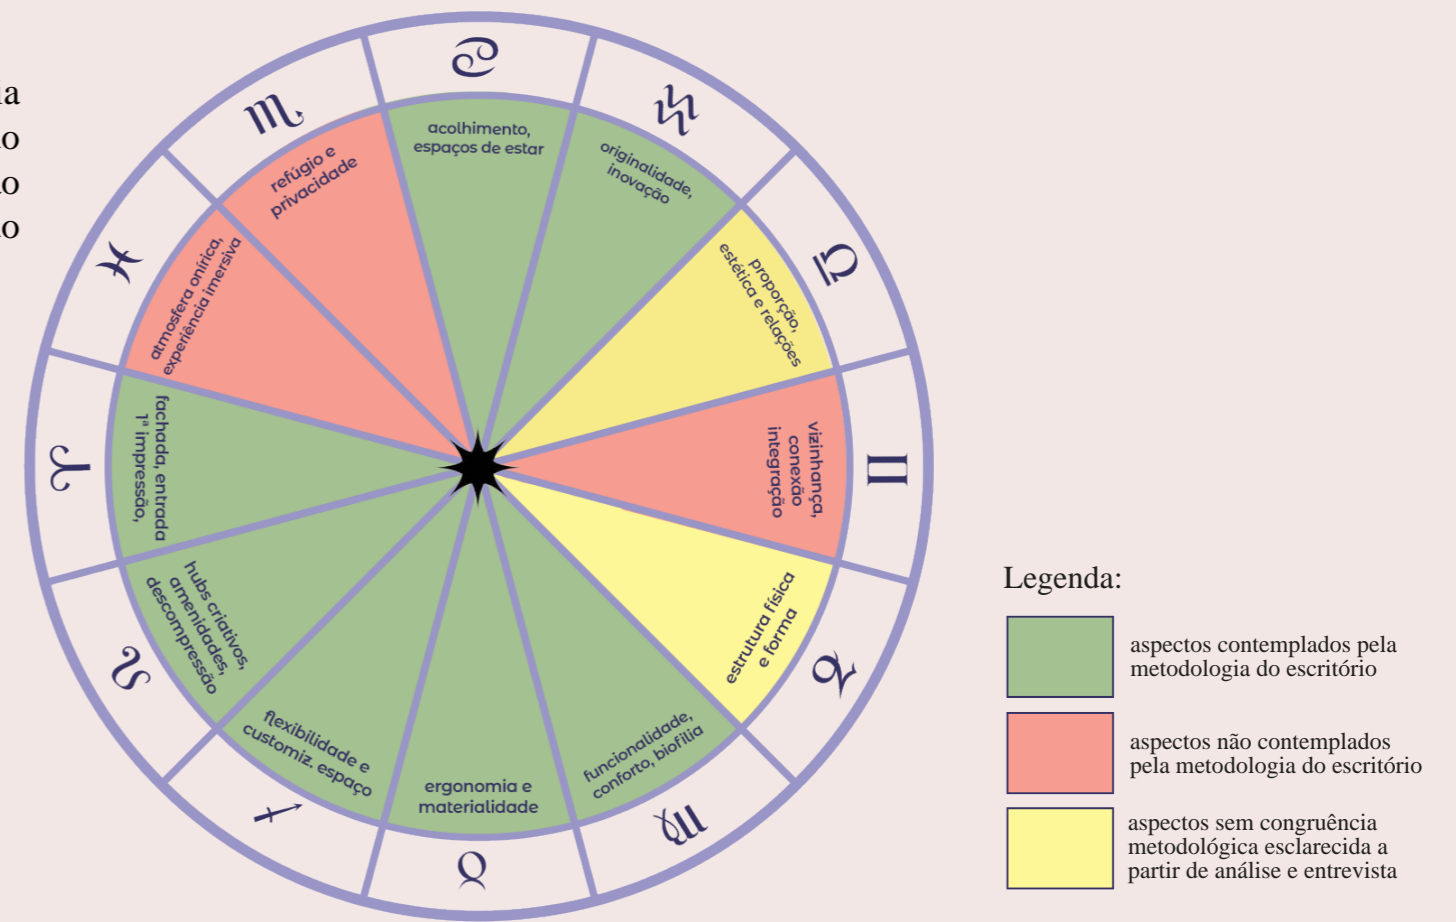 ia
o
o
o
♋
acolhimento,
espaços de estar
♒
originalidade,
inovação
♎
proporção,
estética e relações
♊
vizinhança,
conexão
integração
♑
estrutura física
e forma
♍
funcionalidade,
conforto, biofilia
♉
ergonomia e
materialidade
♐
flexibilidade e
customiz. espaço
♌
hubs criativos,
amenidades,
descompressão
♈
fachada, entrada
1ª impressão,
♓
atmosfera onírica,
experiência imersiva
♏
refúgio e
privacidade
Legenda:
aspectos contemplados pela
metodologia do escritório
aspectos não contemplados
pela metodologia do escritório
aspectos sem congruência
metodológica esclarecida a
partir de análise e entrevista